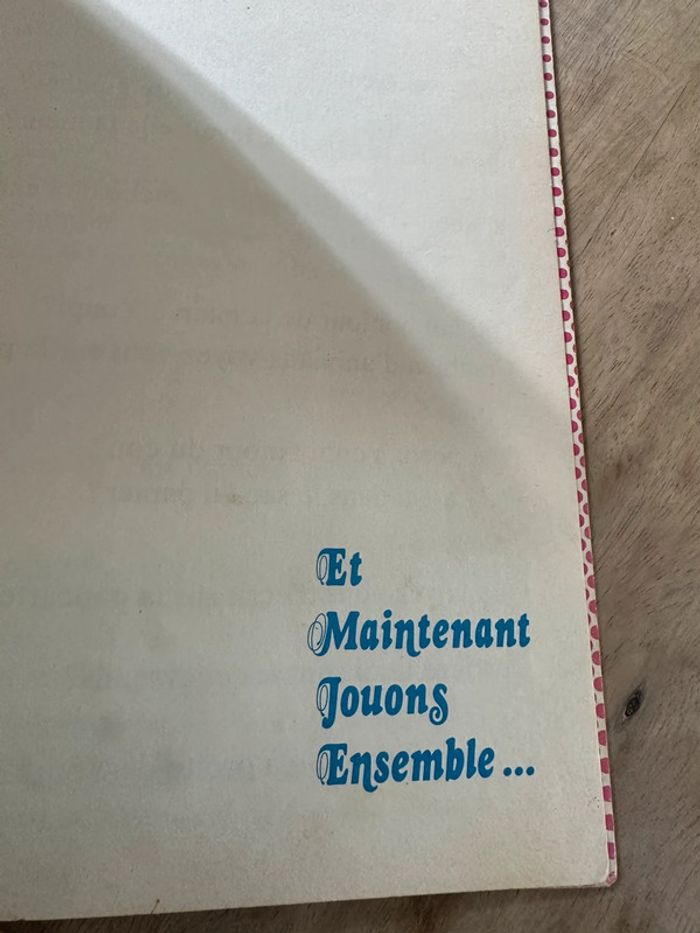 Et
Maintenant
Jouons
Ensemble...